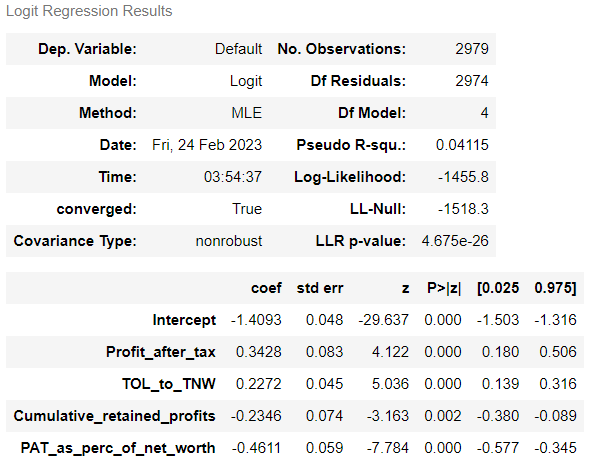 Logit Regression Results
Dep. Variable: Default No. Observations: 2979
Model: Logit Df Residuals: 2974
Method: MLE Df Model: 4
Date: Fri, 24 Feb 2023 Pseudo R-squ.: 0.04115
Time: 03:54:37 Log-Likelihood: -1455.8
converged: True LL-Null: -1518.3
Covariance Type: nonrobust LLR p-value: 4.675e-26
coef std err z P>|z| [0.025 0.975]
Intercept -1.4093 0.048 -29.637 0.000 -1.503 -1.316
Profit_after_tax 0.3428 0.083 4.122 0.000 0.180 0.506
TOL_to_TNW 0.2272 0.045 5.036 0.000 0.139 0.316
Cumulative_retained_profits -0.2346 0.074 -3.163 0.002 -0.380 -0.089
PAT_as_perc_of_net_worth -0.4611 0.059 -7.784 0.000 -0.577 -0.345